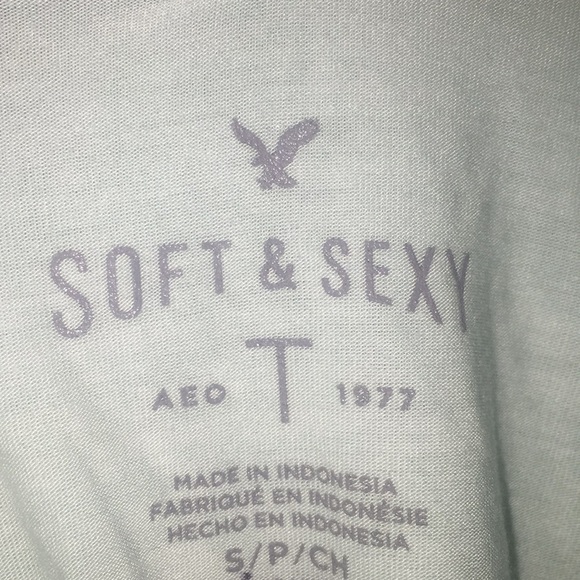 SOFT & SEXY
AEO T 1977
MADE IN INDONESIA
FABRIQUÉ EN INDONÉSIE
HECHO EN INDONESIA
S/P/CH